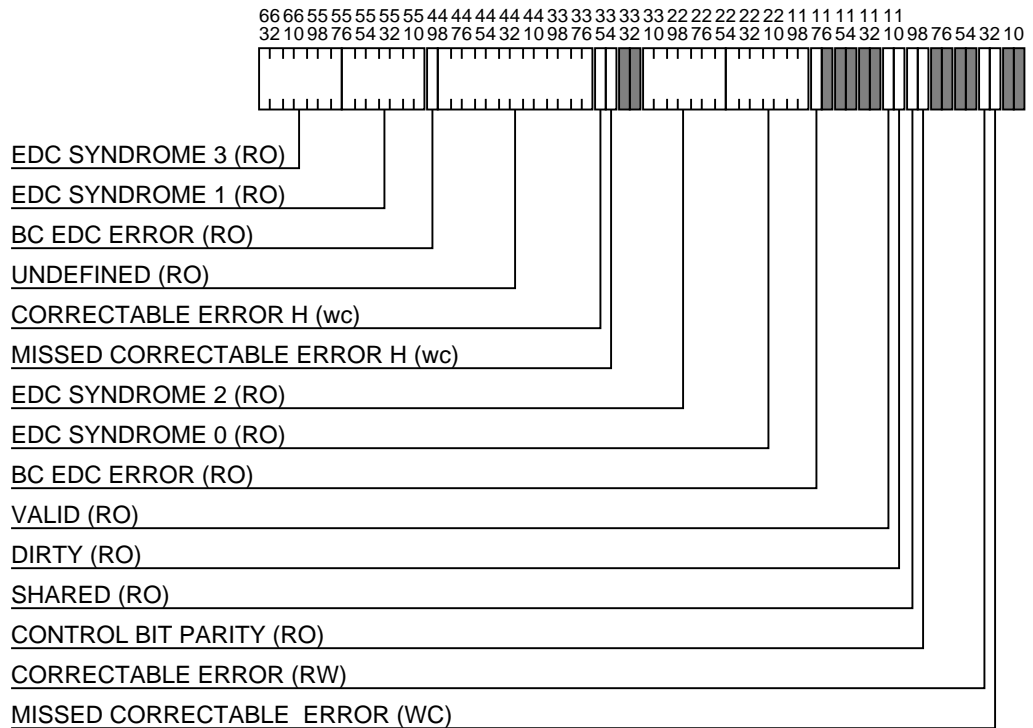 66 66 55 55 55 55 55 44 44 44 44 44 33 33 33 33 33 22 22 22 22 22 11 11 11 11 11
32 10 98 76 54 32 10 98 76 54 32 10 98 76 54 32 10 98 76 54 32 10 98 76 54 32 10 98 76 54 32 10
EDC SYNDROME 3 (RO)
EDC SYNDROME 1 (RO)
BC EDC ERROR (RO)
UNDEFINED (RO)
CORRECTABLE ERROR H (wc)
MISSED CORRECTABLE ERROR H (wc)
EDC SYNDROME 2 (RO)
EDC SYNDROME 0 (RO)
BC EDC ERROR (RO)
VALID (RO)
DIRTY (RO)
SHARED (RO)
CONTROL BIT PARITY (RO)
CORRECTABLE ERROR (RW)
MISSED CORRECTABLE ERROR (WC)